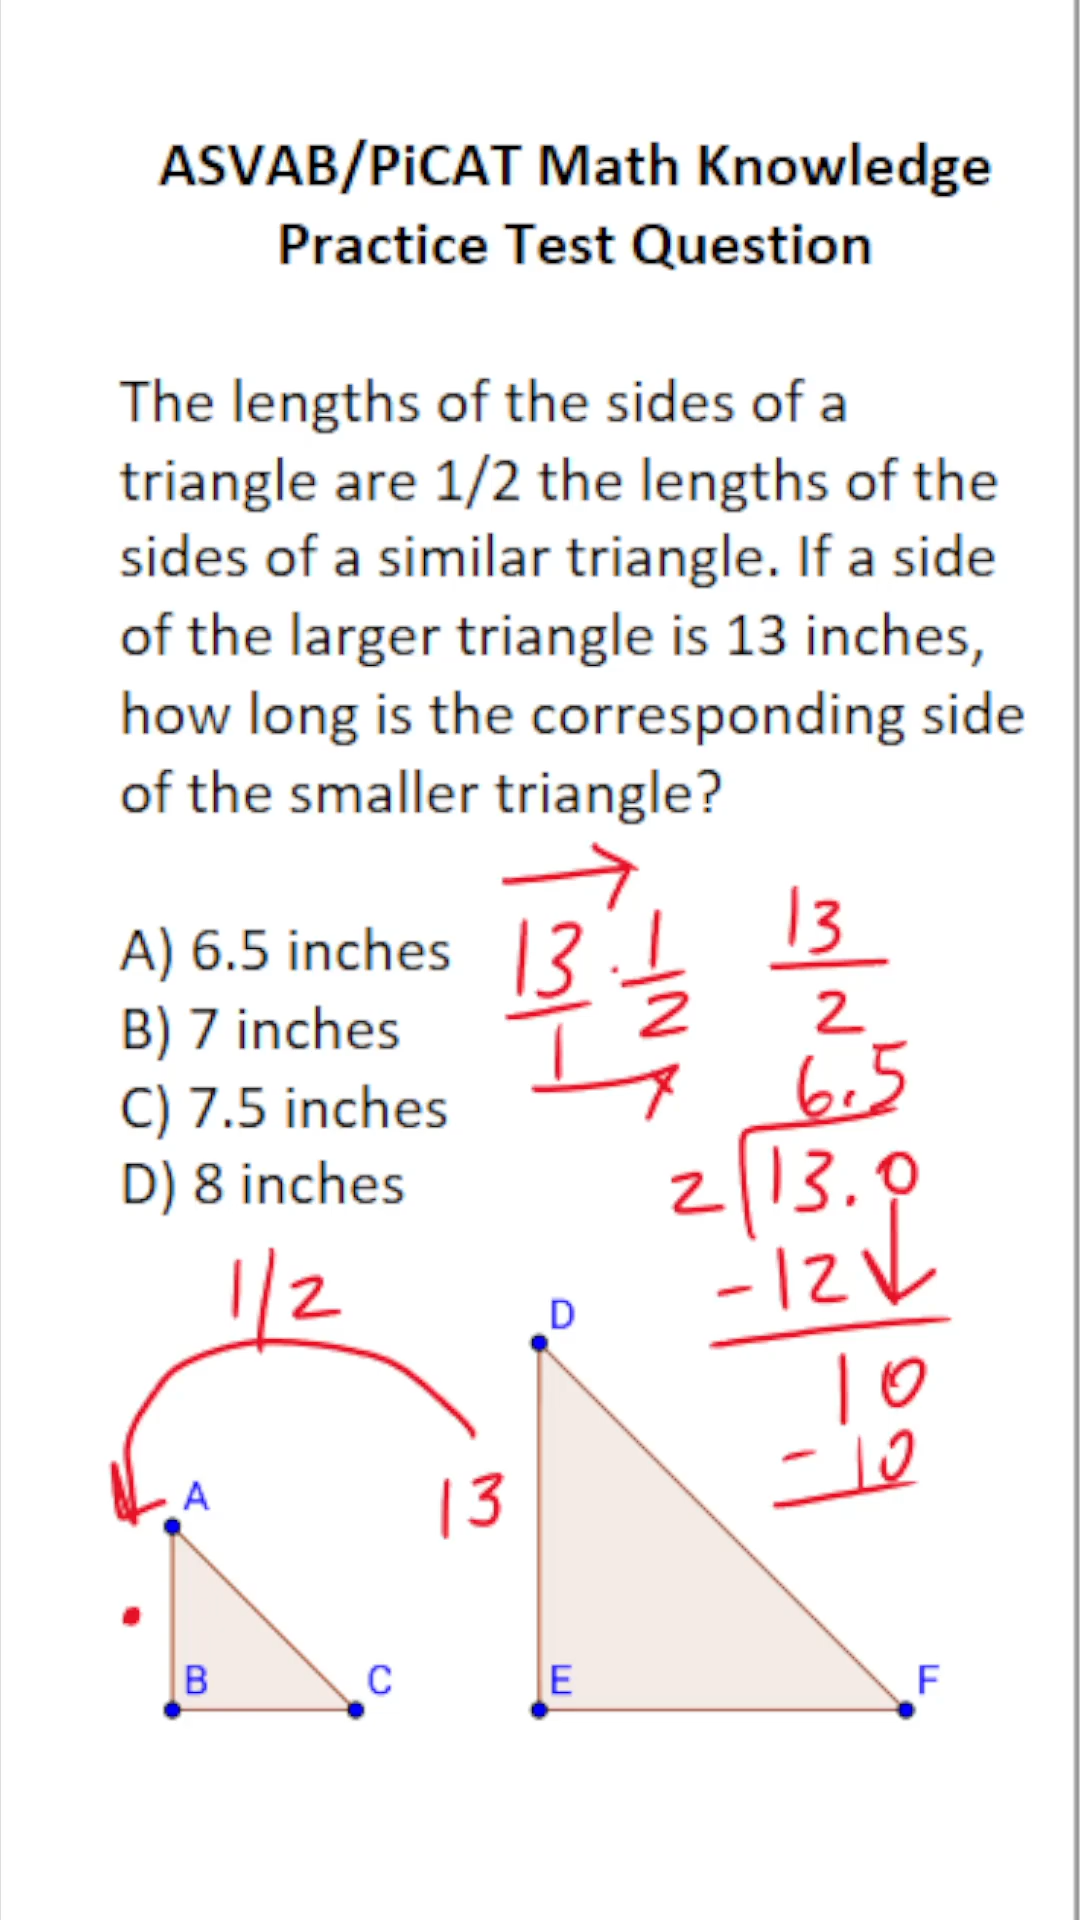 ASVAB/PiCAT Math Knowledge
Practice Test Question
The lengths of the sides of a
triangle are 1/2 the lengths of the
sides of a similar triangle. If a side
of the larger triangle is 13 inches,
how long is the corresponding side
of the smaller triangle?
A) 6.5 inches
B) 7 inches
C) 7.5 inches
D) 8 inches
13/1 · 1/2
13/2
6.5
2 13.0
-12
10
-10
1/2
13
A
B
C
D
E
F